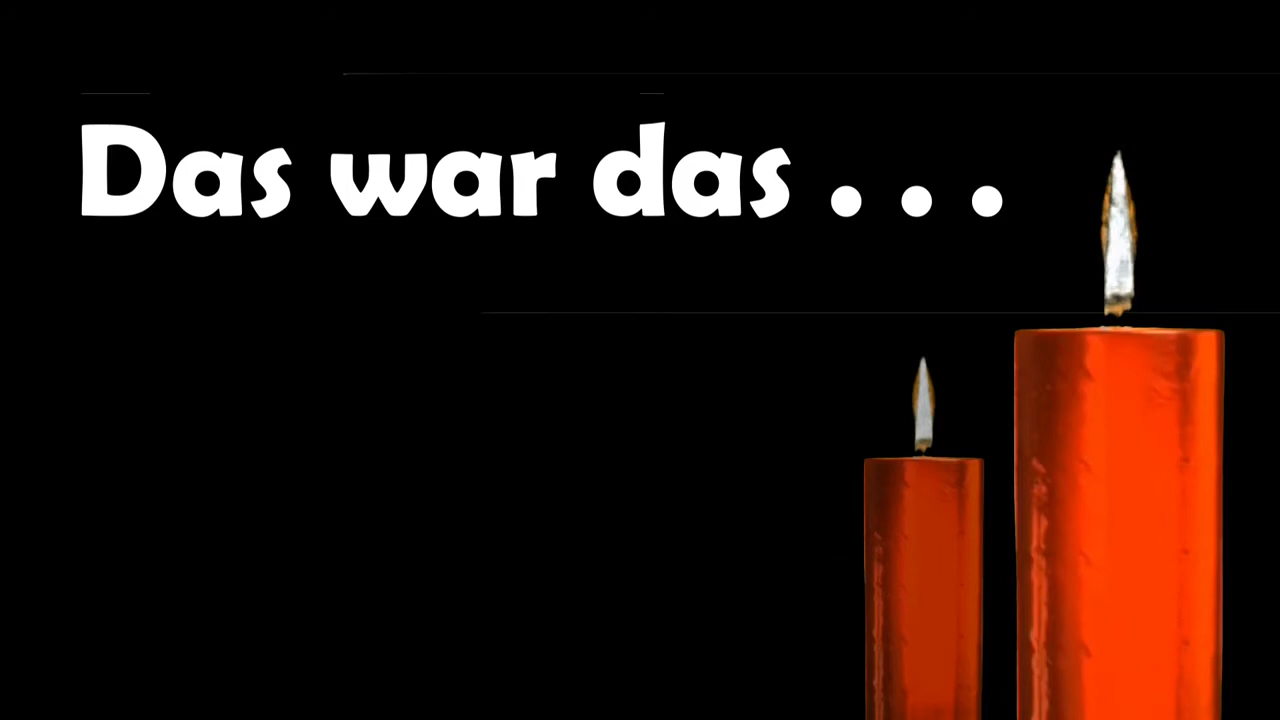 Das war das . . .